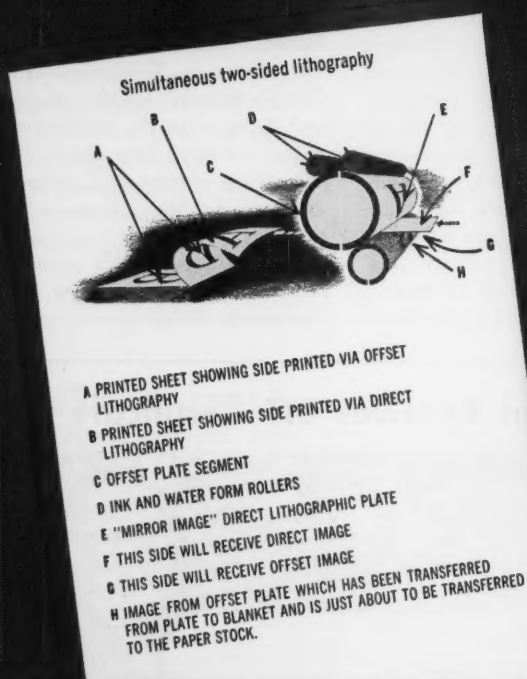 Simultaneous two-sided lithography
A
B
C
D
E
F
G
H
A PRINTED SHEET SHOWING SIDE PRINTED VIA OFFSET
LITHOGRAPHY
B PRINTED SHEET SHOWING SIDE PRINTED VIA DIRECT
LITHOGRAPHY
C OFFSET PLATE SEGMENT
D INK AND WATER FORM ROLLERS
E "MIRROR IMAGE" DIRECT LITHOGRAPHIC PLATE
F THIS SIDE WILL RECEIVE DIRECT IMAGE
G THIS SIDE WILL RECEIVE OFFSET IMAGE
H IMAGE FROM OFFSET PLATE WHICH HAS BEEN TRANSFERRED
FROM PLATE TO BLANKET AND IS JUST ABOUT TO BE TRANSFERRED
TO THE PAPER STOCK.